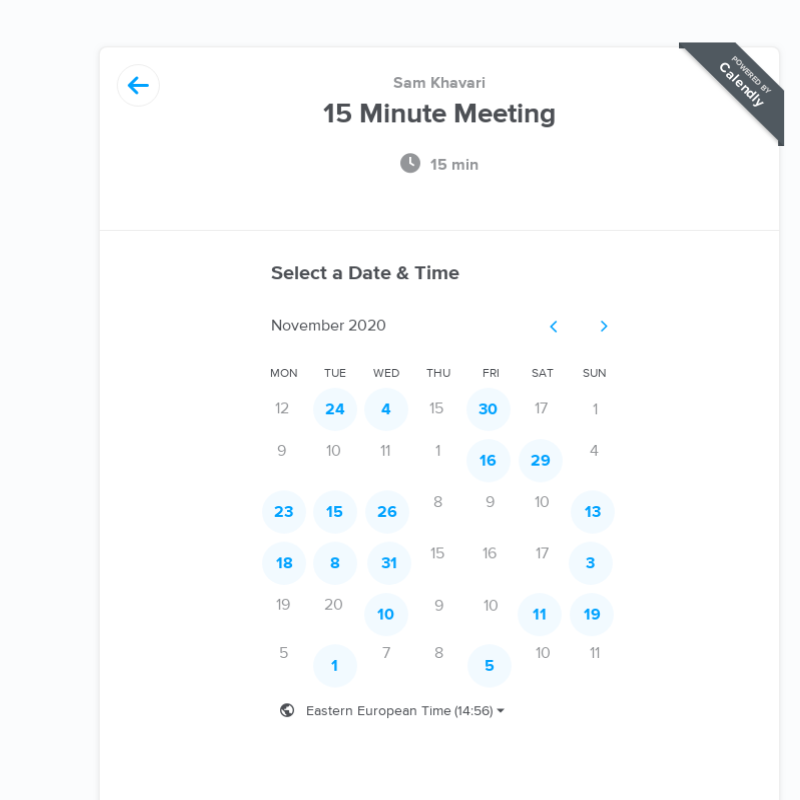 POWERED BY
Calendly
Sam Khavari
15 Minute Meeting
15 min
Select a Date & Time
November 2020
MON TUE WED THU FRI SAT SUN
12 24 4 15 30 17 1
9 10 11 1 16 29 4
23 15 26 8 9 10 13
18 8 31 15 16 17 3
19 20 10 9 10 11 19
5 1 7 8 5 10 11
Eastern European Time (14:56)